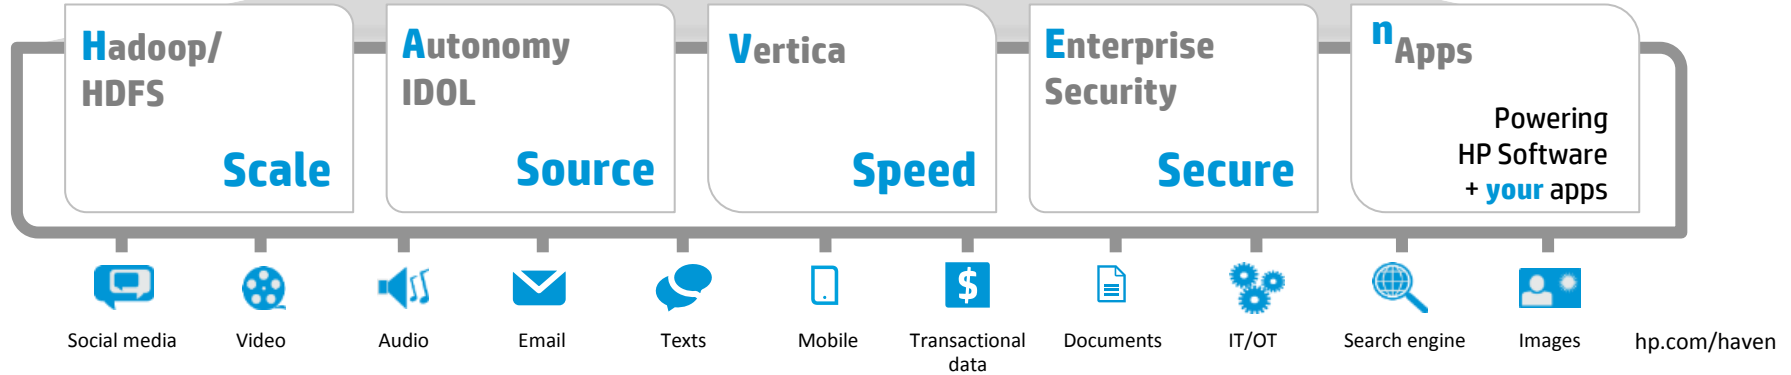 Hadoop/
HDFS
Scale
Autonomy
IDOL
Source
Vertica
Speed
Enterprise
Security
Secure
n Apps
Powering
HP Software
+ your apps
Social media
Video
Audio
Email
Texts
Mobile
Transactional
data
Documents
IT/OT
Search engine
Images
hp.com/haven
$